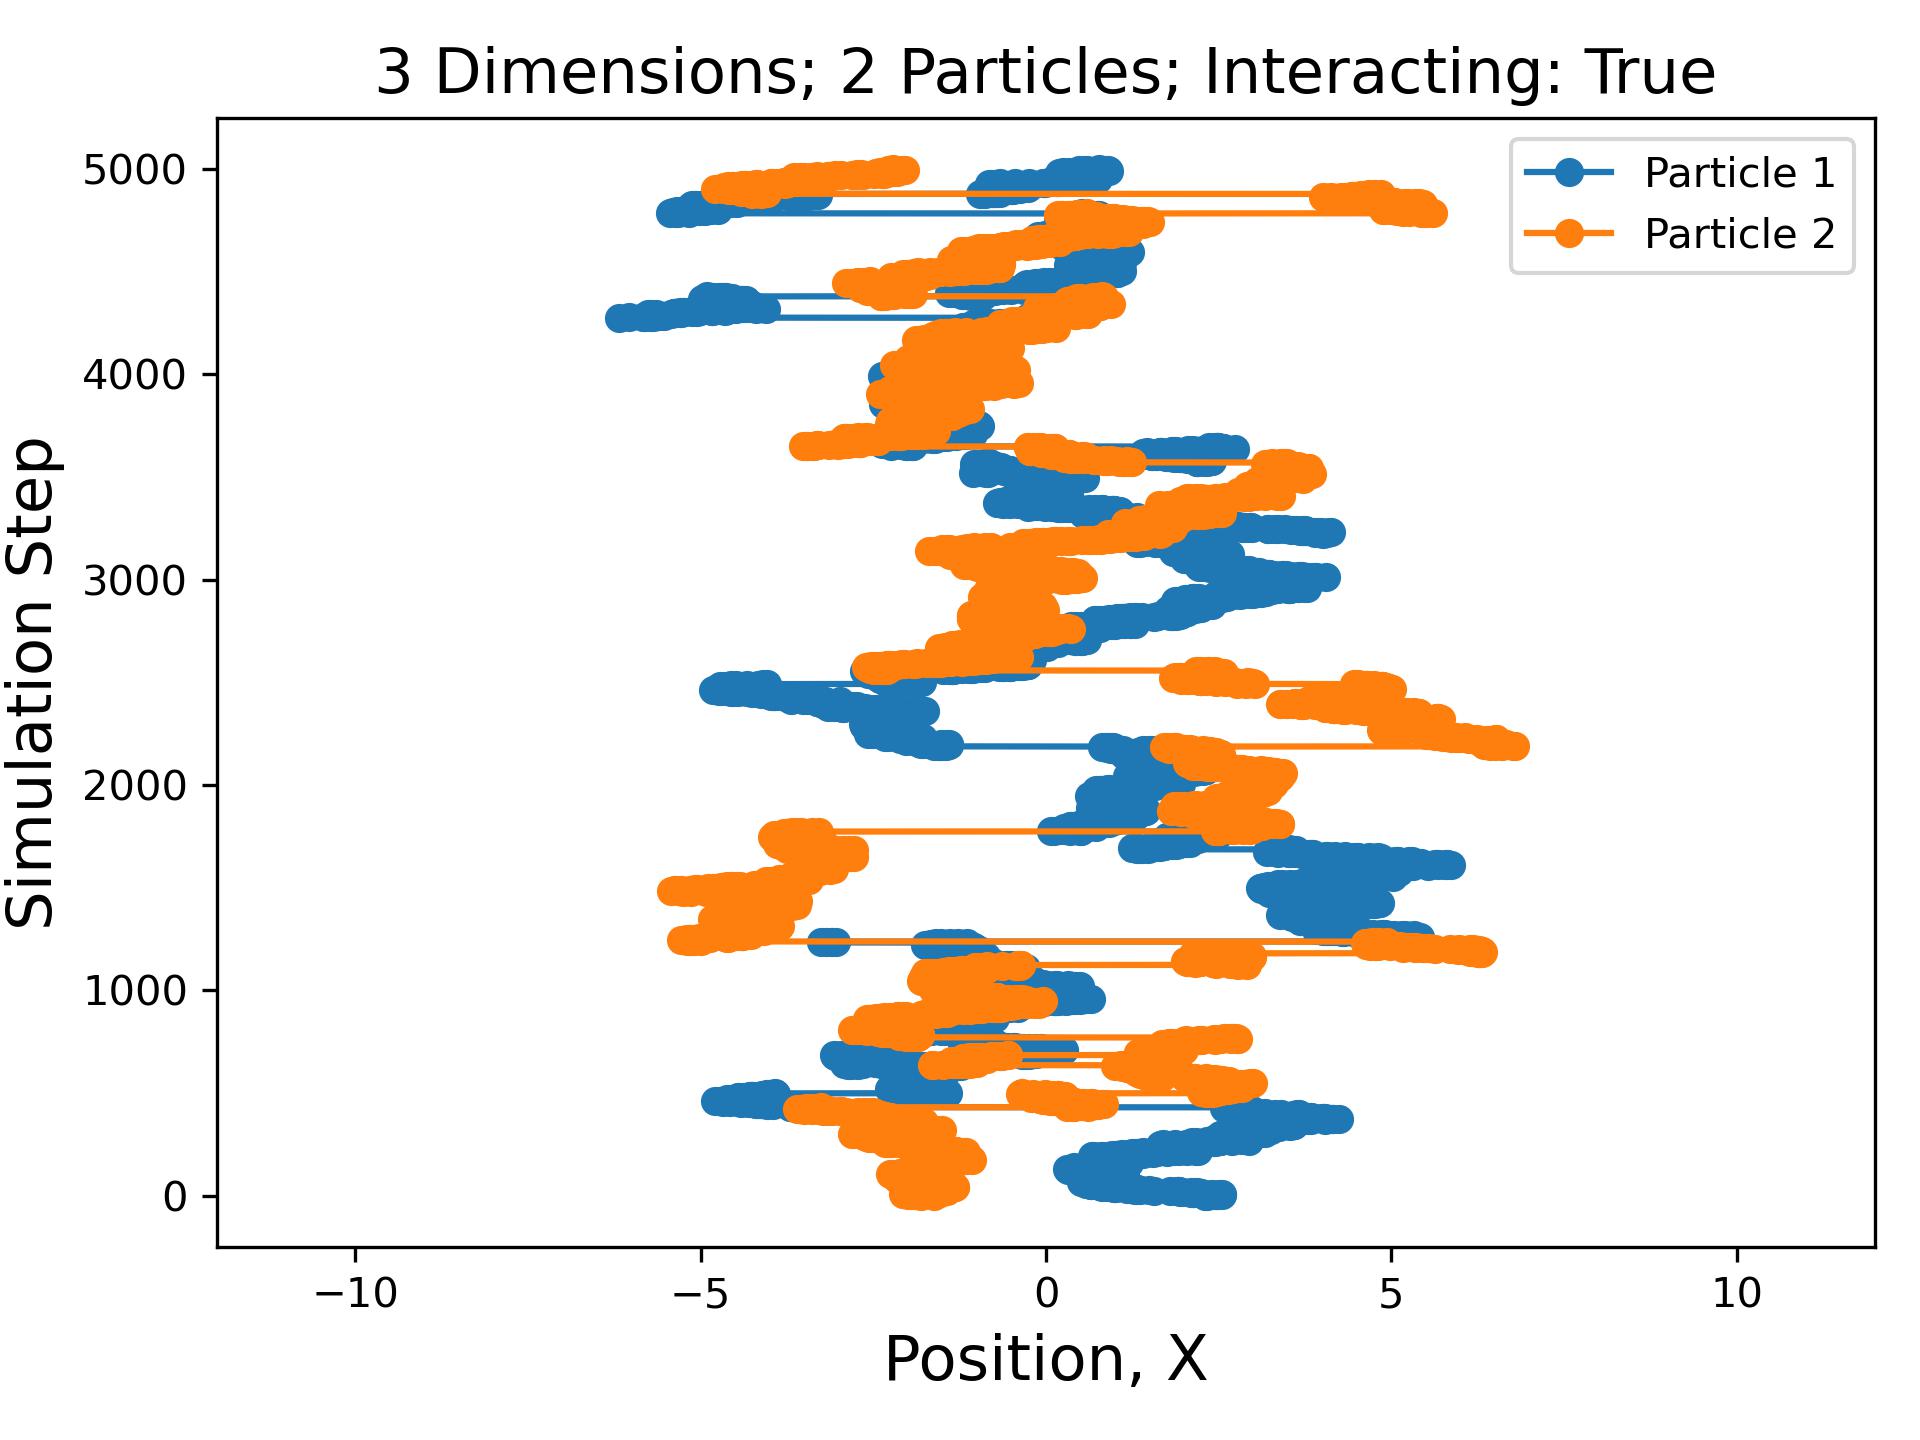 3 Dimensions; 2 Particles; Interacting: True
Particle 1
Particle 2
5000
4000
3000
2000
1000
0
Simulation Step
−10 −5 0 5 10
Position, X